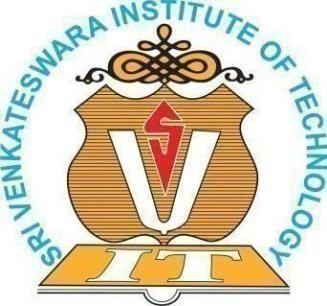 SRI VENKATESWARA INSTITUTE OF TECHNOLOGY
S
V
IT